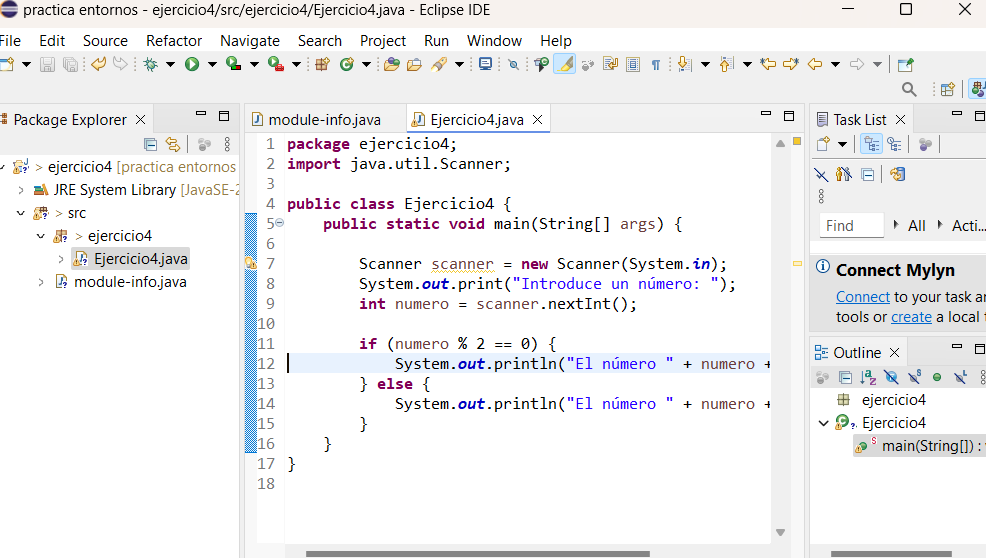 practica entornos - ejercicio4/src/ejercicio4/Ejercicio4.java - Eclipse IDE
File Edit Source Refactor Navigate Search Project Run Window Help
Package Explorer
> ejercicio4 [practica entornos
JRE System Library [JavaSE-2
> src
> ejercicio4
Ejercicio4.java
module-info.java
module-info.java
Ejercicio4.java
1 package ejercicio4;
2 import java.util.Scanner;
3
4 public class Ejercicio4 {
5 public static void main(String[] args) {
6
7 Scanner scanner = new Scanner(System.in);
8 System.out.print("Introduce un número: ");
9 int numero = scanner.nextInt();
10
11 if (numero % 2 == 0) {
12 System.out.println("El número " + numero +
13 } else {
14 System.out.println("El número " + numero +
15 }
16 }
17 }
18
Task List
Find
All
Acti...
Connect Mylyn
Connect to your task a
tools or create a local
Outline
ejercicio4
Ejercicio4
main(String[]) :